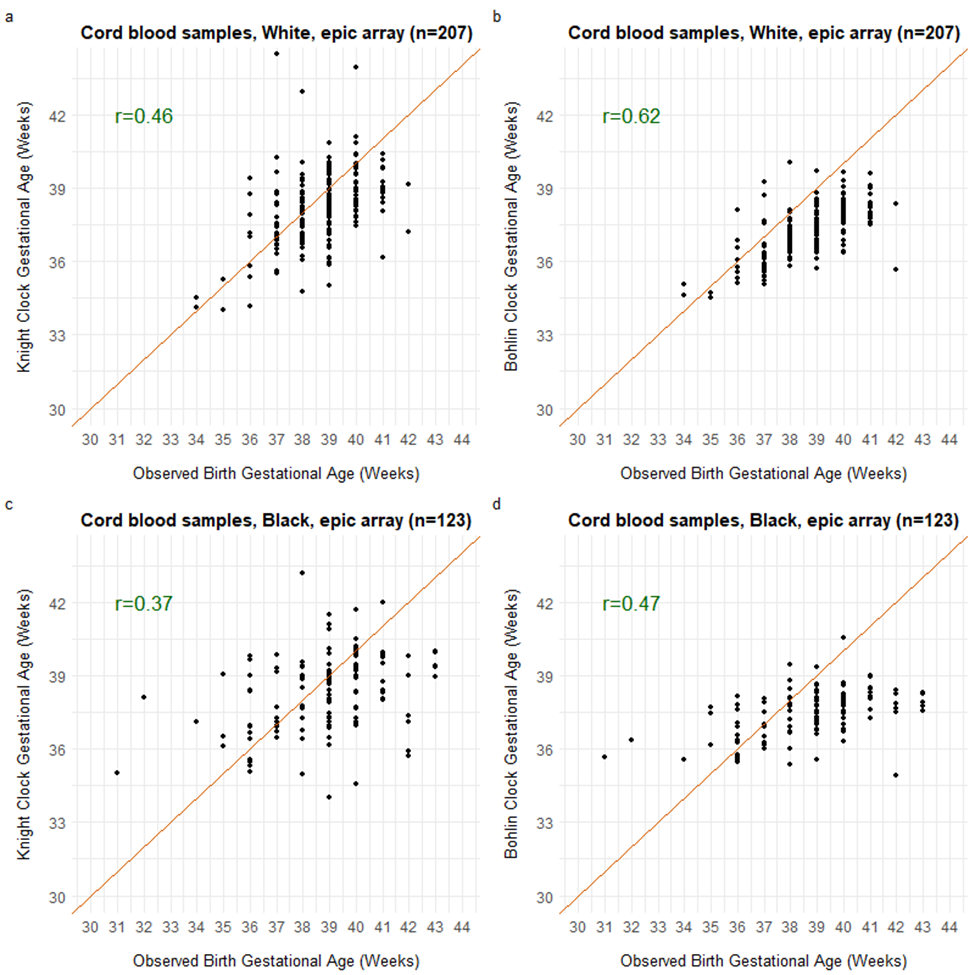 a
Cord blood samples, White, epic array (n=207)
r=0.46
Knight Clock Gestational Age (Weeks)
42
39
36
33
30
30 31 32 33 34 35 36 37 38 39 40 41 42 43 44
Observed Birth Gestational Age (Weeks)
b
Cord blood samples, White, epic array (n=207)
r=0.62
Bohlin Clock Gestational Age (Weeks)
42
39
36
33
30
30 31 32 33 34 35 36 37 38 39 40 41 42 43 44
Observed Birth Gestational Age (Weeks)
c
Cord blood samples, Black, epic array (n=123)
r=0.37
Knight Clock Gestational Age (Weeks)
42
39
36
33
30
30 31 32 33 34 35 36 37 38 39 40 41 42 43 44
Observed Birth Gestational Age (Weeks)
d
Cord blood samples, Black, epic array (n=123)
r=0.47
Bohlin Clock Gestational Age (Weeks)
42
39
36
33
30
30 31 32 33 34 35 36 37 38 39 40 41 42 43 44
Observed Birth Gestational Age (Weeks)